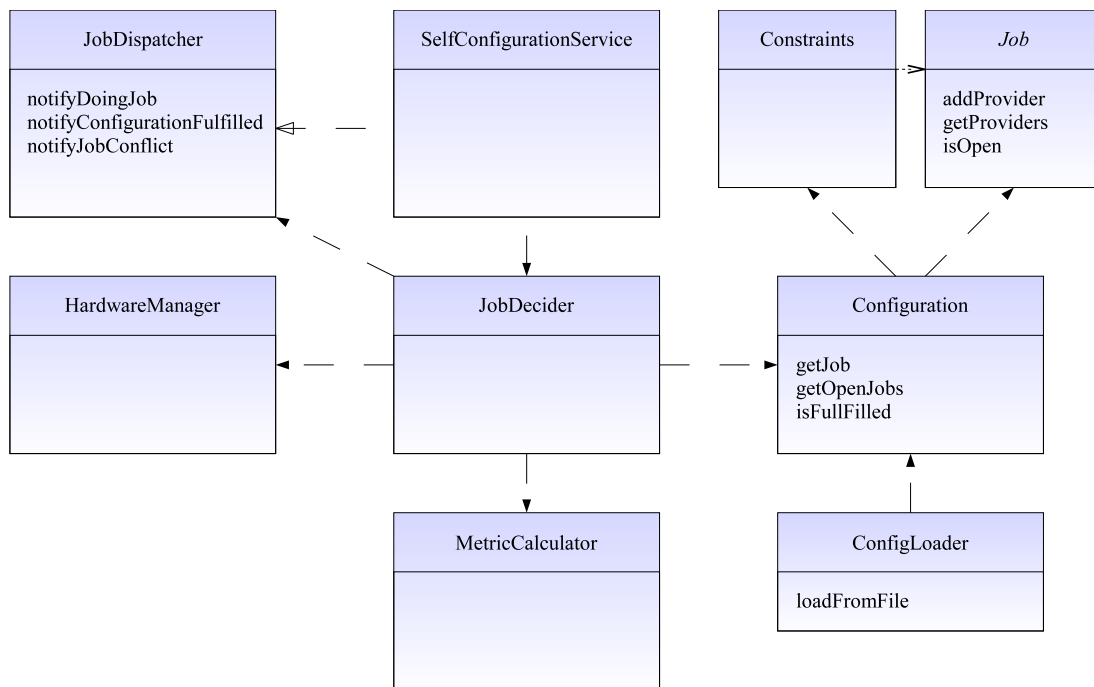 JobDispatcher
notifyDoingJob
notifyConfigurationFulfilled
notifyJobConflict
SelfConfigurationService
Constraints
Job
addProvider
getProviders
isOpen
HardwareManager
JobDecider
Configuration
getJob
getOpenJobs
isFullFilled
MetricCalculator
ConfigLoader
loadFromFile